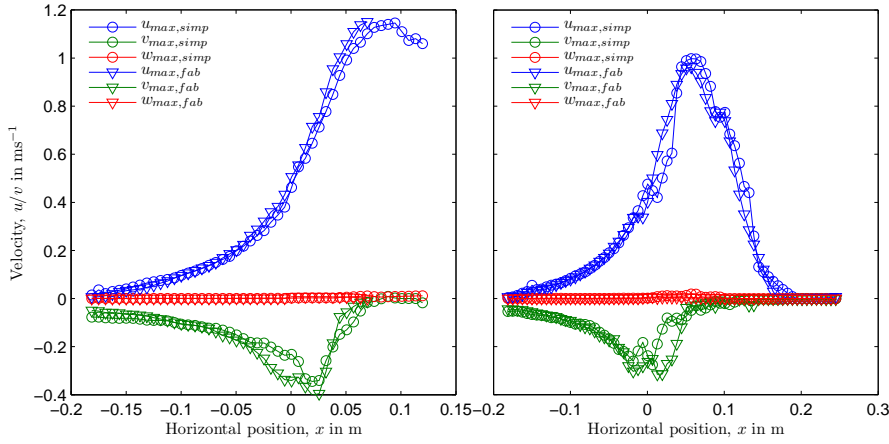 1.2
1
0.8
0.6
0.4
0.2
0
−0.2
−0.4
Velocity, u/v in ms⁻¹
u_max,simp
v_max,simp
w_max,simp
u_max,fab
v_max,fab
w_max,fab
−0.2 −0.15 −0.1 −0.05 0 0.05 0.1 0.15
Horizontal position, x in m
u_max,simp
v_max,simp
w_max,simp
u_max,fab
v_max,fab
w_max,fab
−0.2 −0.1 0 0.1 0.2 0.3
Horizontal position, x in m